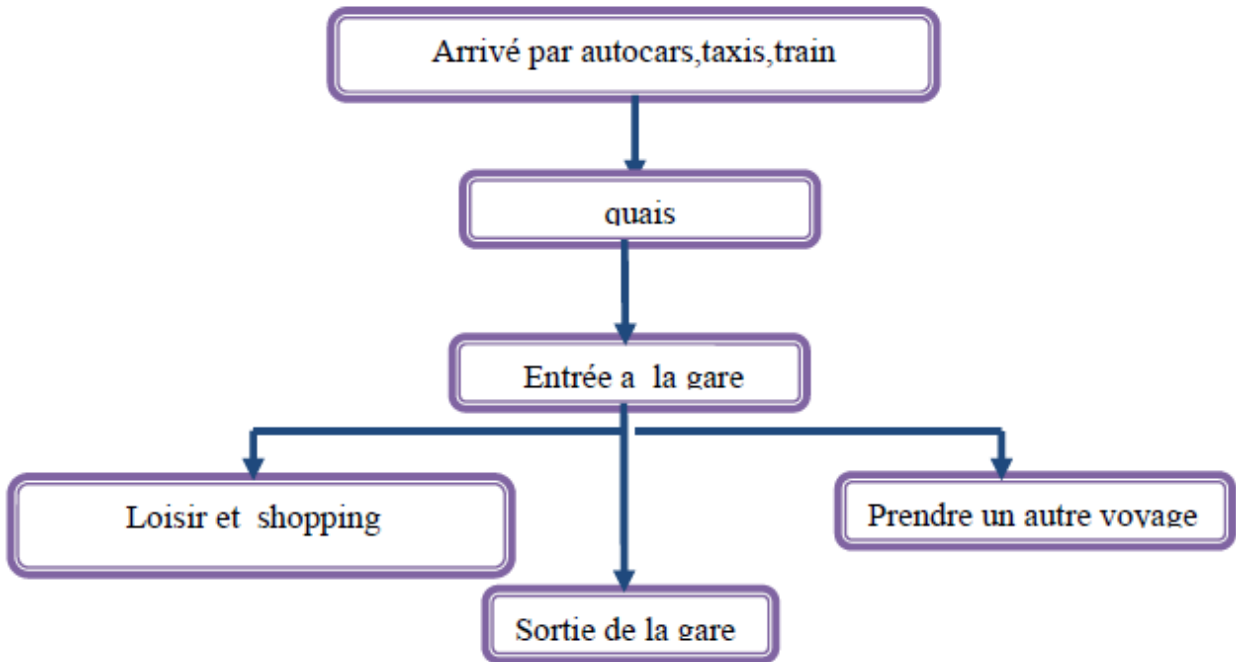 Arrivé par autocars,taxis,train
quais
Entrée a la gare
Loisir et shopping
Prendre un autre voyage
Sortie de la gare